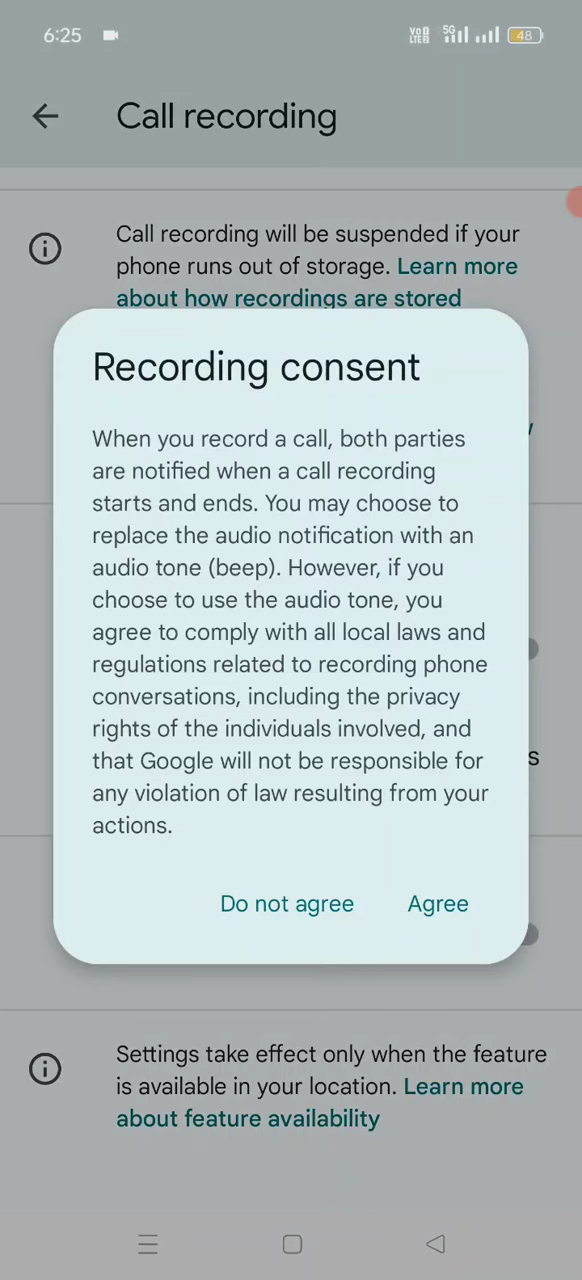 6:25
VoD LTE2
5G
48
Call recording
Call recording will be suspended if your
phone runs out of storage. Learn more
about how recordings are stored
Recording consent
When you record a call, both parties
are notified when a call recording
starts and ends. You may choose to
replace the audio notification with an
audio tone (beep). However, if you
choose to use the audio tone, you
agree to comply with all local laws and
regulations related to recording phone
conversations, including the privacy
rights of the individuals involved, and
that Google will not be responsible for
any violation of law resulting from your
actions.
s
Do not agree
Agree
Settings take effect only when the feature
is available in your location. Learn more
about feature availability